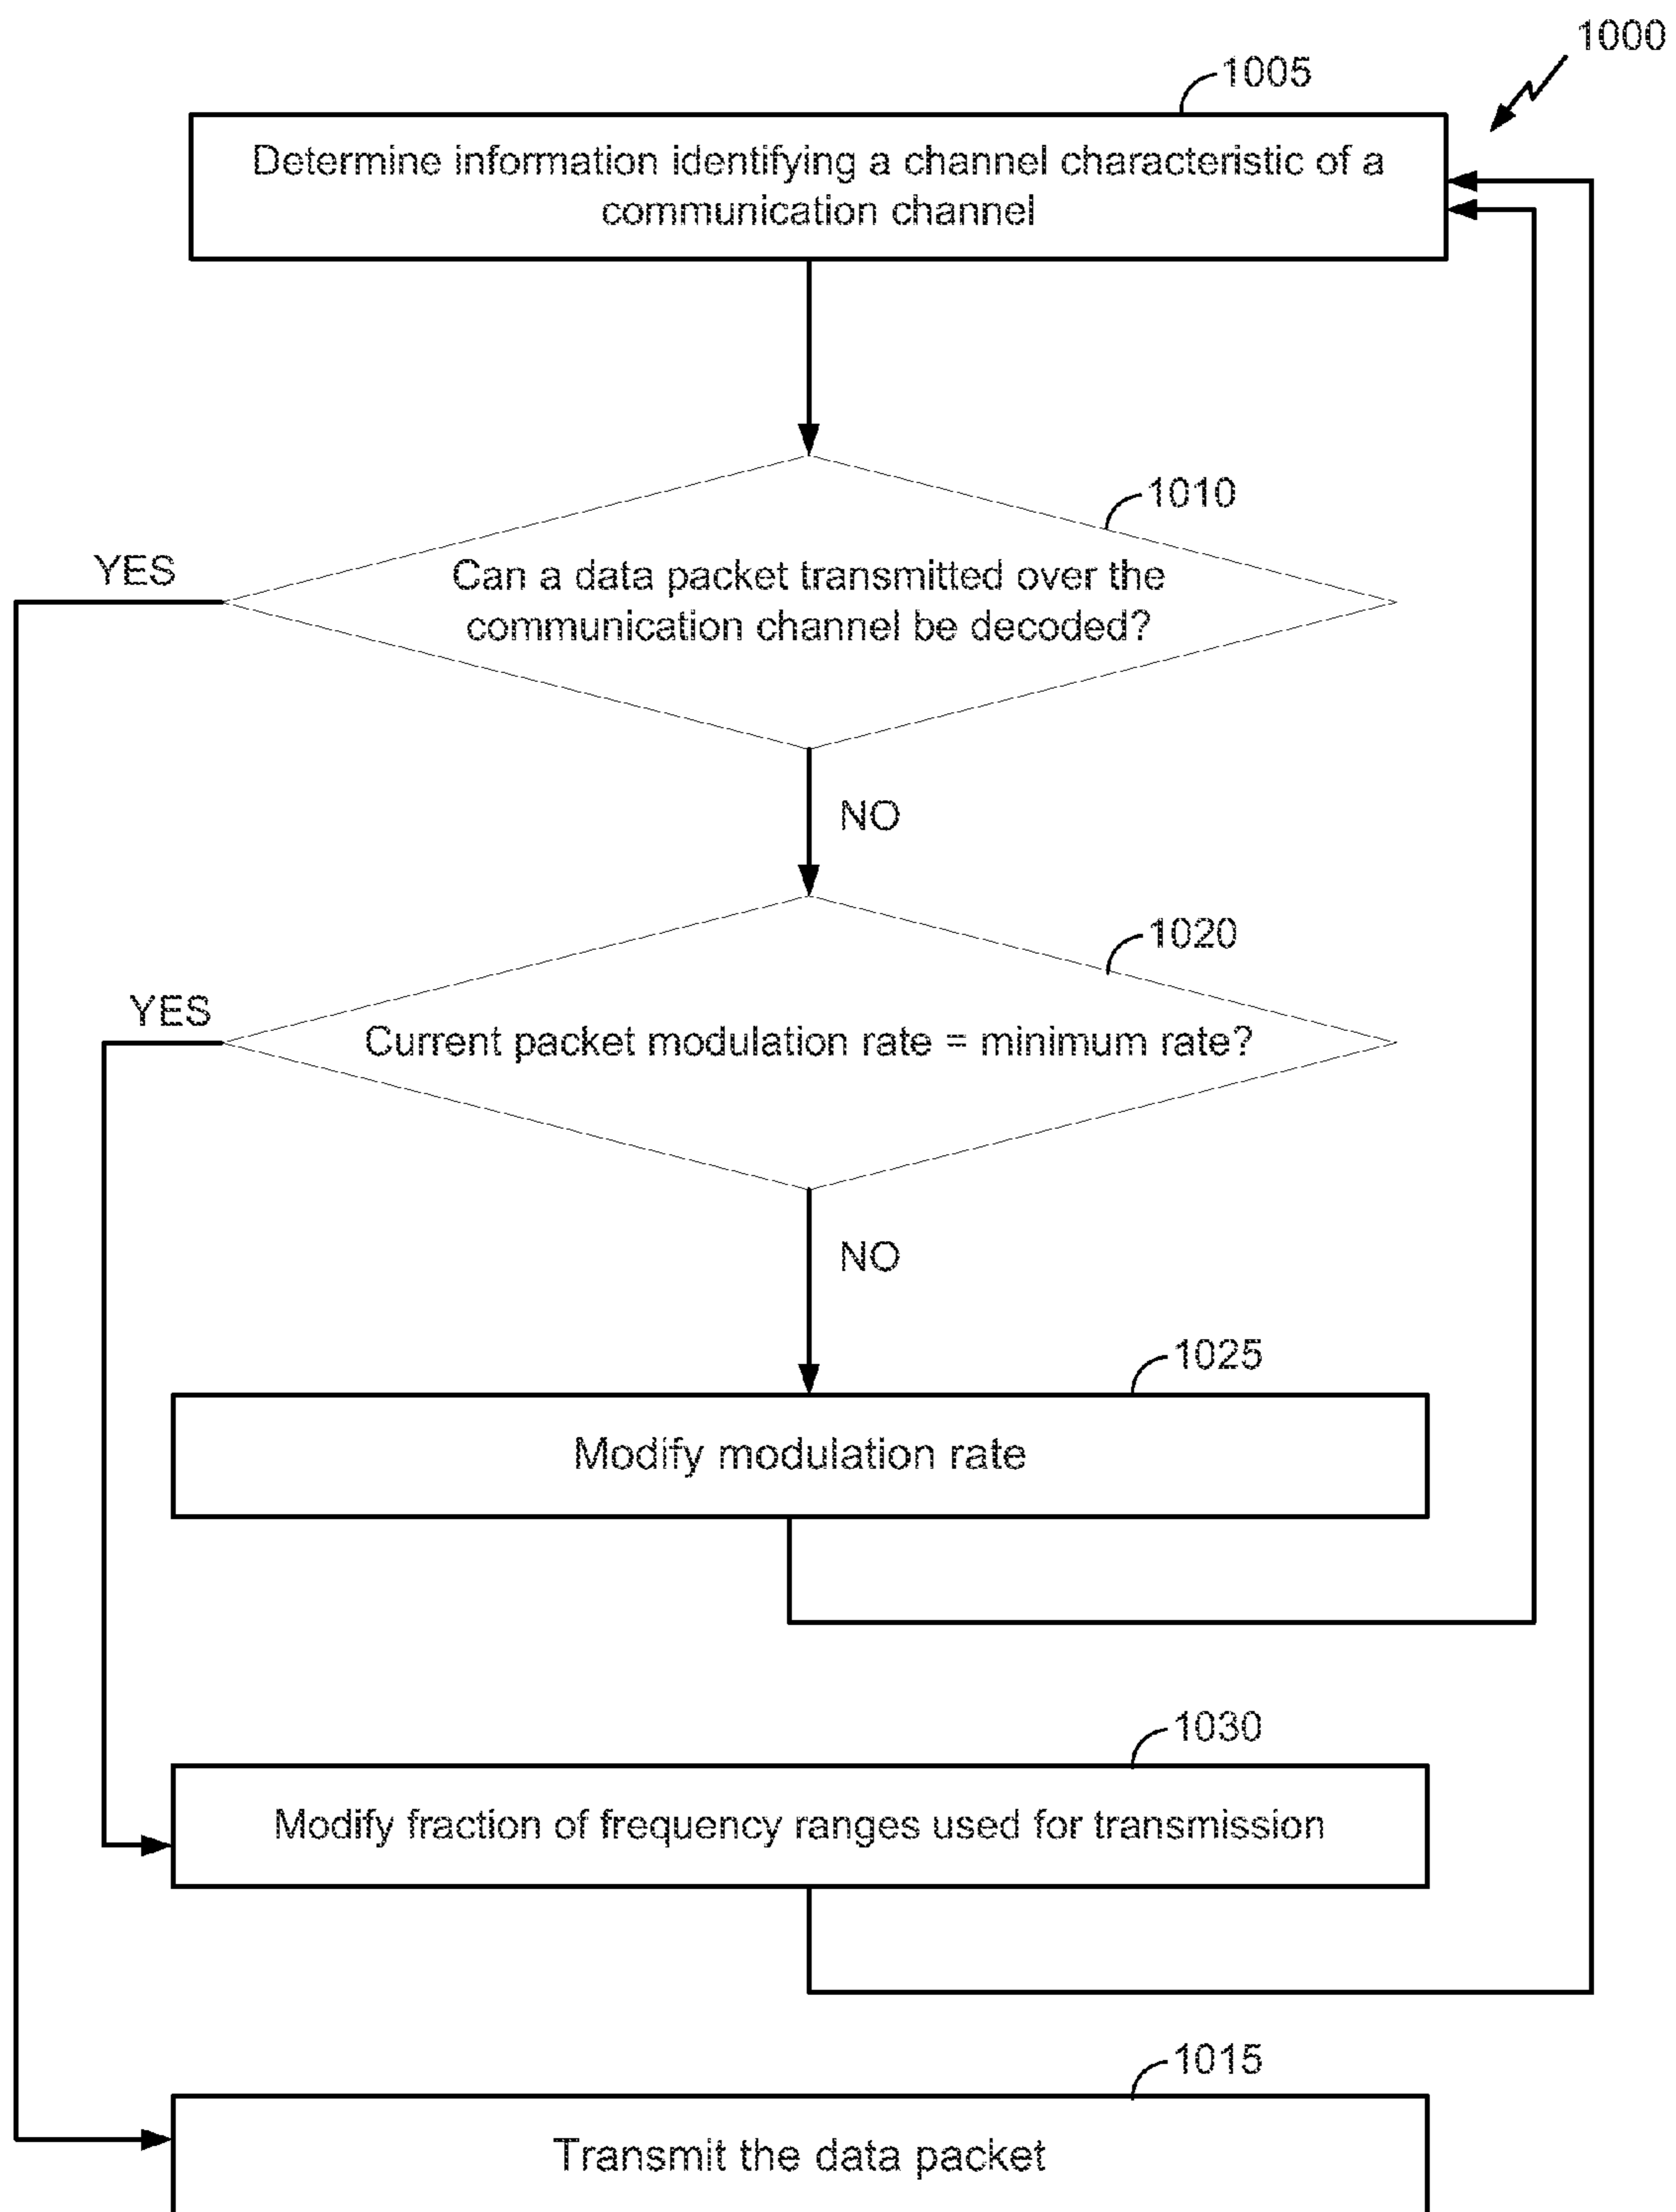 1000
1005
Determine information identifying a channel characteristic of a
communication channel
1010
YES
Can a data packet transmitted over the
communication channel be decoded?
NO
1020
YES
Current packet modulation rate = minimum rate?
NO
1025
Modify modulation rate
1030
Modify fraction of frequency ranges used for transmission
1015
Transmit the data packet